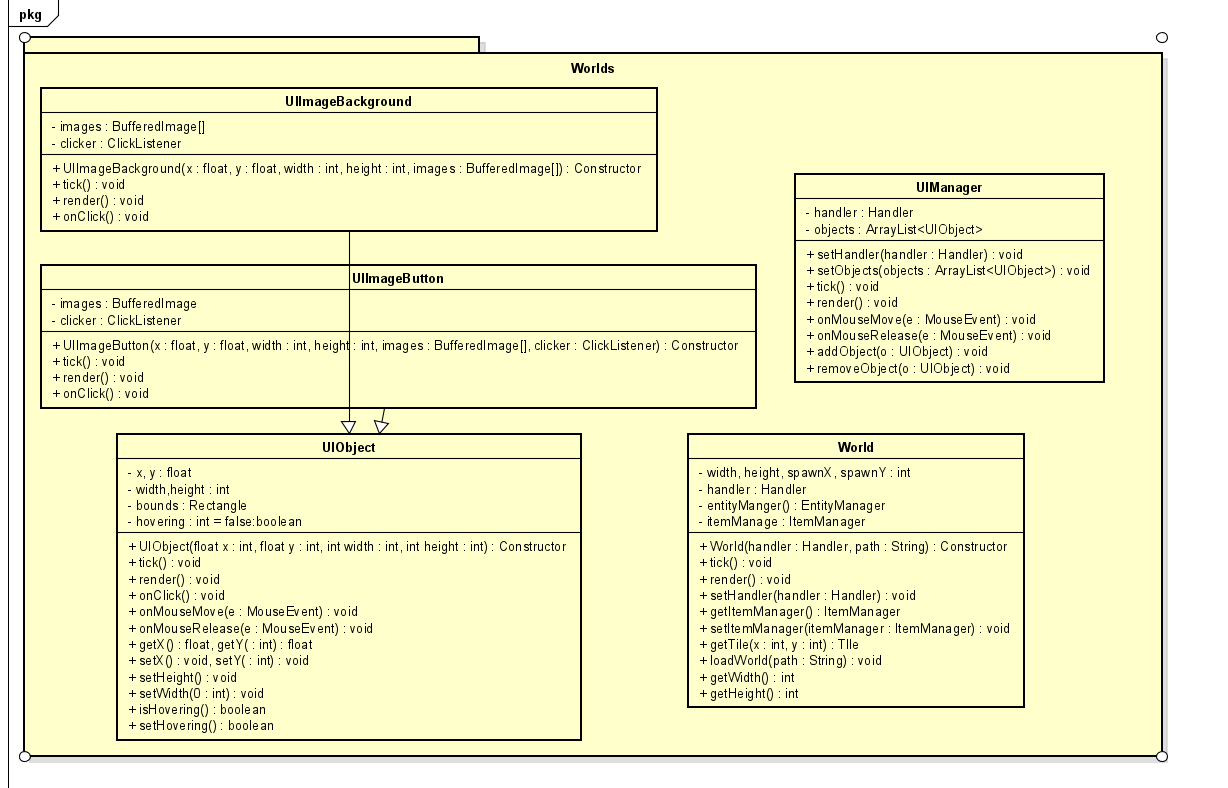 pkg
Worlds
UIImageBackground
- images : BufferedImage[]
- clicker : ClickListener
+ UIImageBackground(x : float, y : float, width : int, height : int, images : BufferedImage[]) : Constructor
+ tick() : void
+ render() : void
+ onClick() : void
UIImageButton
- images : BufferedImage
- clicker : ClickListener
+ UIImageButton(x : float, y : float, width : int, height : int, images : BufferedImage[], clicker : ClickListener) : Constructor
+ tick() : void
+ render() : void
+ onClick() : void
UIManager
- handler : Handler
- objects : ArrayList<UIObject>
+ setHandler(handler : Handler) : void
+ setObjects(objects : ArrayList<UIObject>) : void
+ tick() : void
+ render() : void
+ onMouseMove(e : MouseEvent) : void
+ onMouseRelease(e : MouseEvent) : void
+ addObject(o : UIObject) : void
+ removeObject(o : UIObject) : void
UIObject
- x, y : float
- width,height : int
- bounds : Rectangle
- hovering : int = false:boolean
+ UIObject(float x : int, float y : int, int width : int, int height : int) : Constructor
+ tick() : void
+ render() : void
+ onClick() : void
+ onMouseMove(e : MouseEvent) : void
+ onMouseRelease(e : MouseEvent) : void
+ getX() : float, getY( : int) : float
+ setX() : void, setY( : int) : void
+ setHeight() : void
+ setWidth(0 : int) : void
+ isHovering() : boolean
+ setHovering() : boolean
World
- width, height, spawnX, spawnY : int
- handler : Handler
- entityManger() : EntityManager
- itemManage : ItemManager
+ World(handler : Handler, path : String) : Constructor
+ tick() : void
+ render() : void
+ setHandler(handler : Handler) : void
+ getItemManager() : ItemManager
+ setItemManager(itemManager : ItemManager) : void
+ getTile(x : int, y : int) : TIle
+ loadWorld(path : String) : void
+ getWidth() : int
+ getHeight() : int